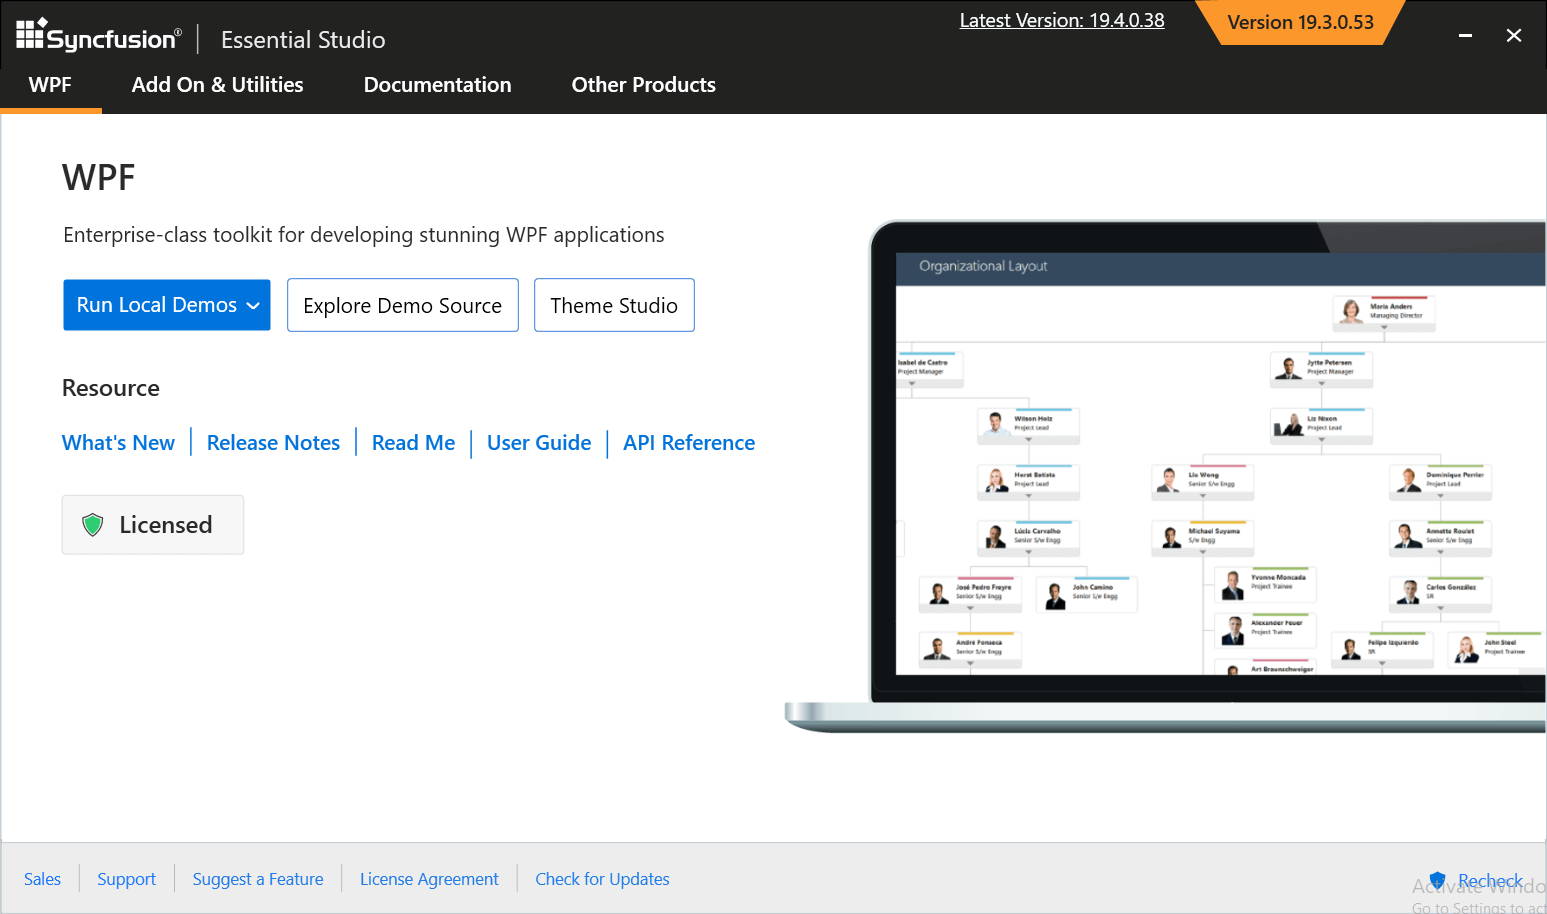 Syncfusion® Essential Studio
Latest Version: 19.4.0.38
Version 19.3.0.53
WPF Add On & Utilities Documentation Other Products
WPF
Enterprise-class toolkit for developing stunning WPF applications
Run Local Demos Explore Demo Source Theme Studio
Resource
What's New Release Notes Read Me User Guide API Reference
Licensed
Organizational Layout
Maria Anders
Managing Director
Isabel de Castro
Project Manager
Jytte Petersen
Project Manager
Wilson Holz
Project Lead
Liz Nixon
Project Lead
Horst Batista
Project Lead
Liu Wong
Senior S/w Engg
Dominique Perrier
Project Lead
Lúcia Carvalho
Senior S/w Engg
Michael Suyama
S/w Engg
Annette Roulet
Senior S/w Engg
José Pedro Freyre
Senior S/w Engg
John Camino
Senior S/w Engg
Yvonne Moncada
Project Trainee
Carlos González
SR
Alexander Feuer
Project Trainee
André Fonseca
Senior S/w Engg
Felipe Izquierdo
SR
John Steel
Project Trainee
Art Braunschweiger
Sales Support Suggest a Feature License Agreement Check for Updates
Recheck
Activate Windo
Go to Settings to act